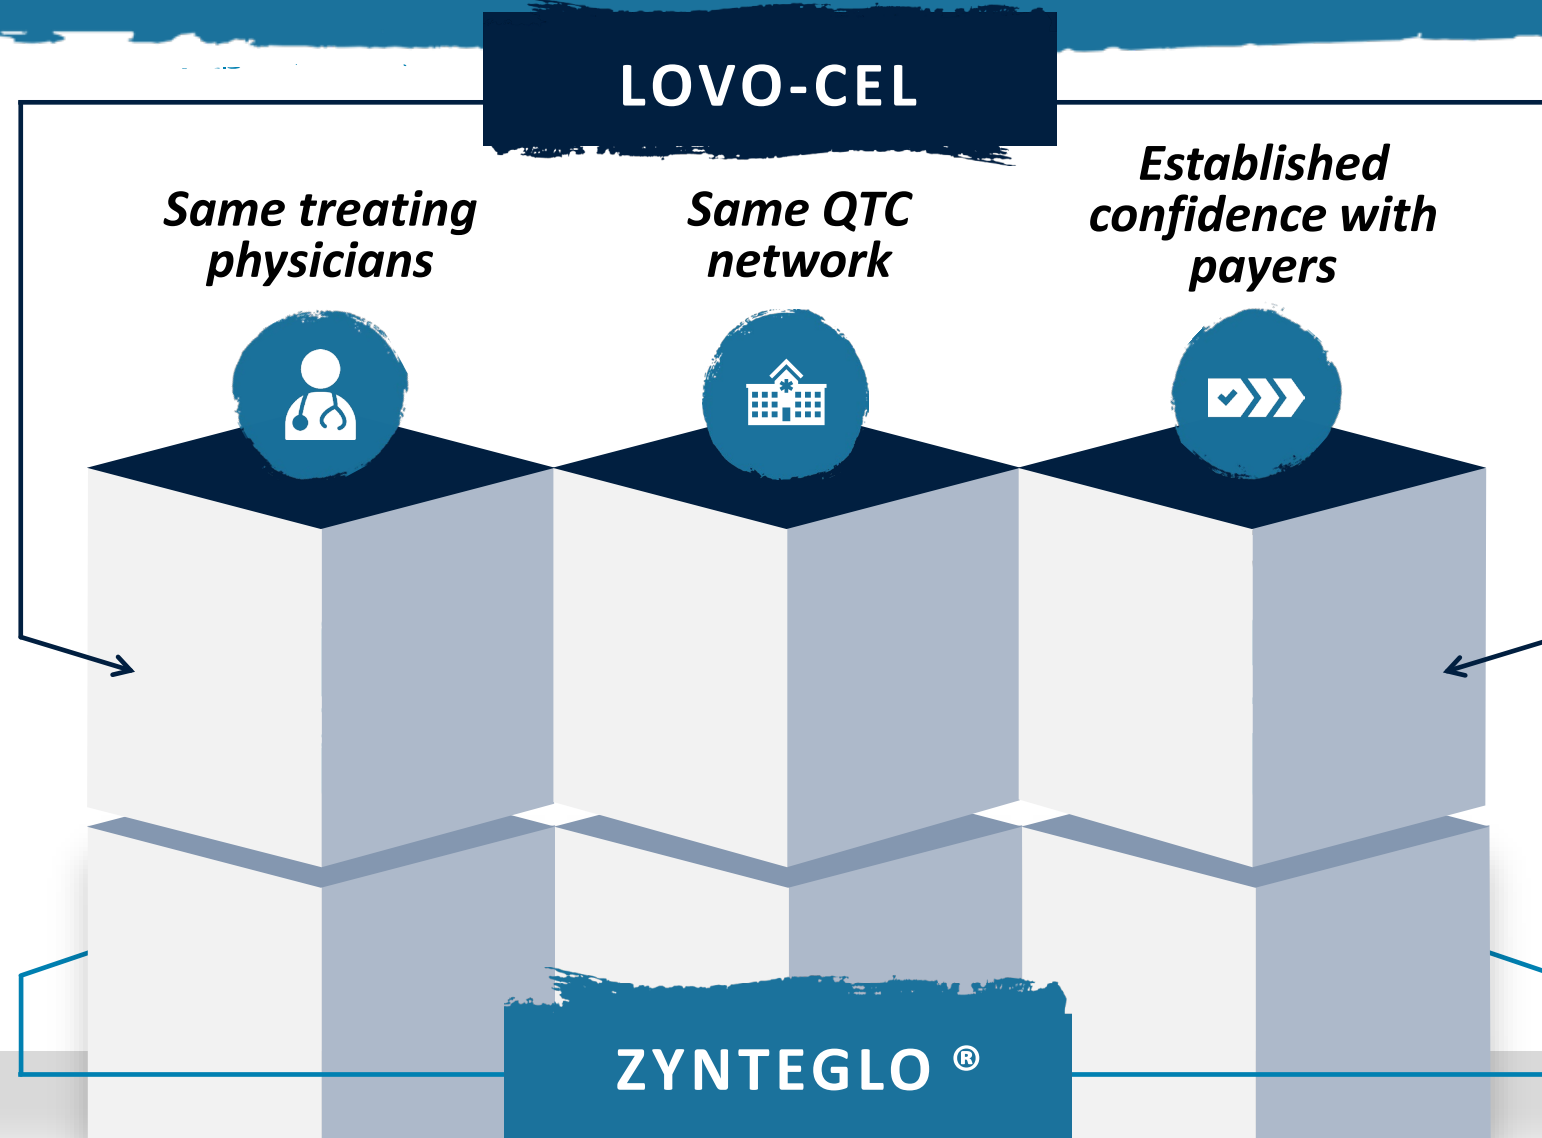 LOVO-CEL
Same treating
physicians
Same QTC
network
Established
confidence with
payers
ZYNTEGLO ®